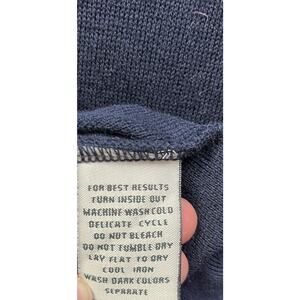 FOR BEST RESULTS
TURN INSIDE OUT
MACHINE WASH COLD
DELICATE CYCLE
DO NOT BLEACH
DO NOT TUMBLE DRY
LAY FLAT TO DRY
COOL IRON
WASH DARK COLORS
SEPARATE